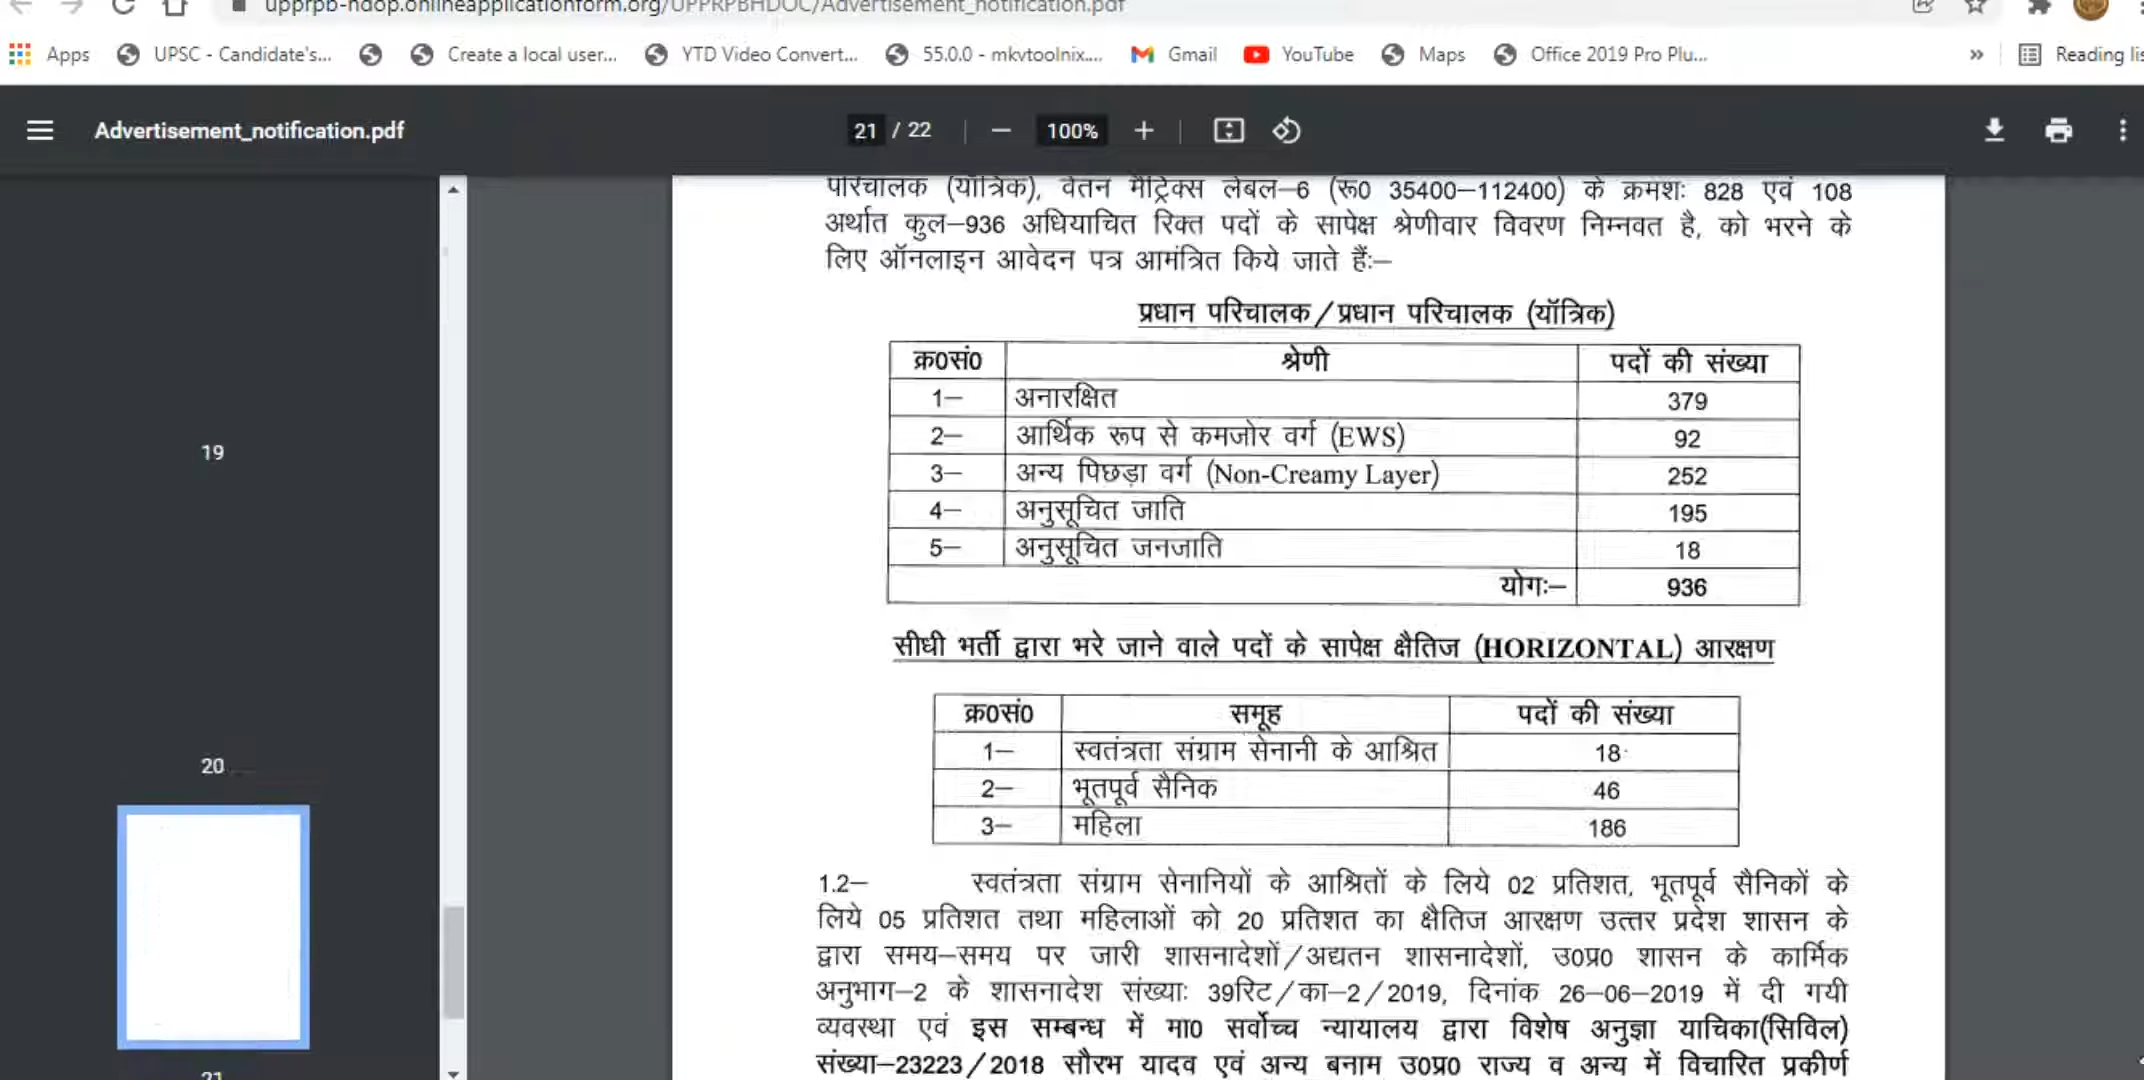 upprpb-hdop.onlineapplicationform.org/UPPRPBHDOC/Advertisement_notification.pdf
Apps UPSC - Candidate's... Create a local user... YTD Video Convert... 55.0.0 - mkvtoolnix.... Gmail YouTube Maps Office 2019 Pro Plu... » Reading lis
Advertisement_notification.pdf 21 / 22 — 100% +
परिचालक (यॉत्रिक), वेतन मैट्रिक्स लेबल–6 (रू0 35400–112400) के क्रमशः 828 एवं 108
अर्थात कुल–936 अधियाचित रिक्त पदों के सापेक्ष श्रेणीवार विवरण निम्नवत है, को भरने के
लिए ऑनलाइन आवेदन पत्र आमंत्रित किये जाते हैंः–
प्रधान परिचालक/प्रधान परिचालक (यॉत्रिक)
क्र0सं0 श्रेणी पदों की संख्या
1– अनारक्षित 379
2– आर्थिक रूप से कमजोर वर्ग (EWS) 92
3– अन्य पिछड़ा वर्ग (Non-Creamy Layer) 252
4– अनुसूचित जाति 195
5– अनुसूचित जनजाति 18
योगः– 936
सीधी भर्ती द्वारा भरे जाने वाले पदों के सापेक्ष क्षैतिज (HORIZONTAL) आरक्षण
क्र0सं0 समूह पदों की संख्या
1– स्वतंत्रता संग्राम सेनानी के आश्रित 18
2– भूतपूर्व सैनिक 46
3– महिला 186
1.2– स्वतंत्रता संग्राम सेनानियों के आश्रितों के लिये 02 प्रतिशत, भूतपूर्व सैनिकों के
लिये 05 प्रतिशत तथा महिलाओं को 20 प्रतिशत का क्षैतिज आरक्षण उत्तर प्रदेश शासन के
द्वारा समय–समय पर जारी शासनादेशों/अद्यतन शासनादेशों, उ0प्र0 शासन के कार्मिक
अनुभाग–2 के शासनादेश संख्याः 39रिट/का–2/2019, दिनांक 26–06–2019 में दी गयी
व्यवस्था एवं इस सम्बन्ध में मा0 सर्वोच्च न्यायालय द्वारा विशेष अनुज्ञा याचिका(सिविल)
संख्या–23223/2018 सौरभ यादव एवं अन्य बनाम उ0प्र0 राज्य व अन्य में विचारित प्रकीर्ण
19
20
21